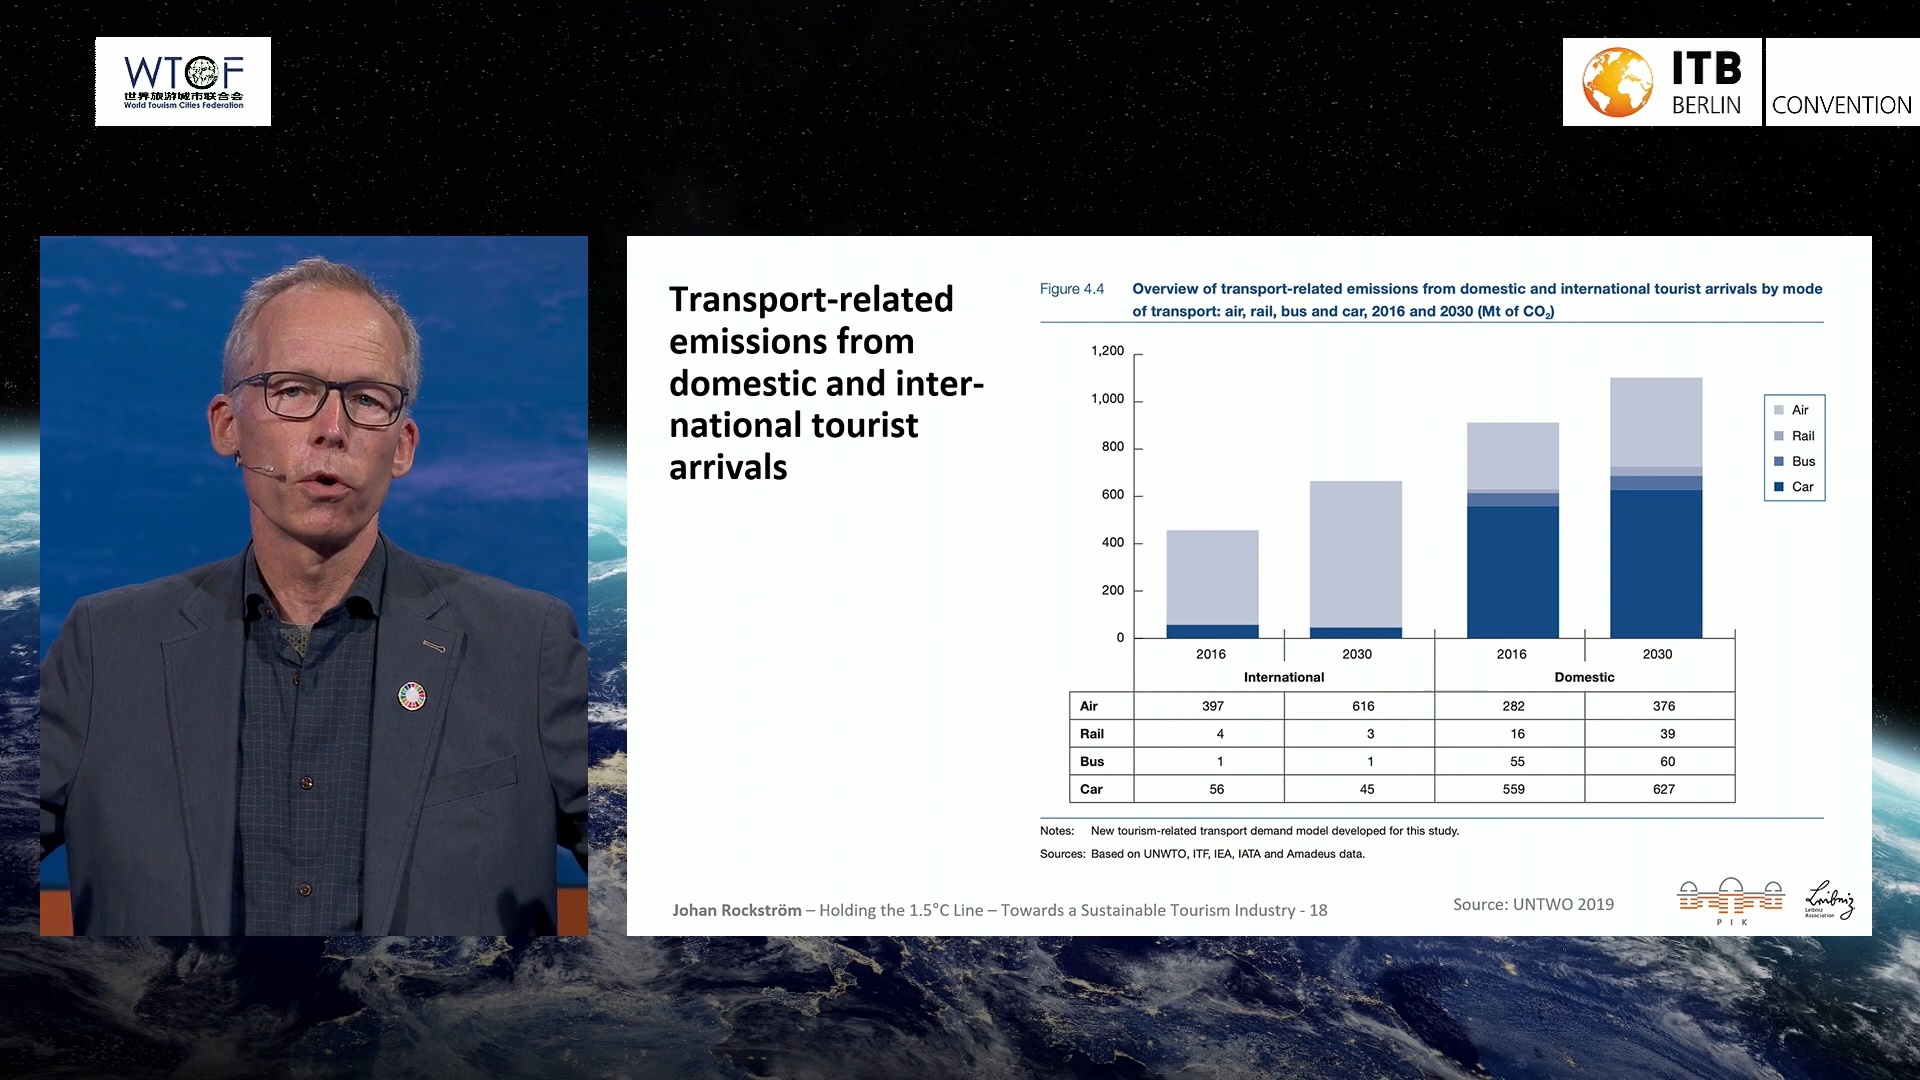 WTCF
世界旅游城市联合会
World Tourism Cities Federation
ITB
BERLIN
CONVENTION
Transport-related
emissions from
domestic and inter-
national tourist
arrivals
Figure 4.4 Overview of transport-related emissions from domestic and international tourist arrivals by mode
of transport: air, rail, bus and car, 2016 and 2030 (Mt of CO₂)
1,200
1,000
800
600
400
200
0
Air
Rail
Bus
Car
2016 2030 2016 2030
International Domestic
Air 397 616 282 376
Rail 4 3 16 39
Bus 1 1 55 60
Car 56 45 559 627
Notes: New tourism-related transport demand model developed for this study.
Sources: Based on UNWTO, ITF, IEA, IATA and Amadeus data.
Johan Rockström – Holding the 1.5°C Line – Towards a Sustainable Tourism Industry - 18
Source: UNTWO 2019
PIK
Leibniz
Leibniz
Association